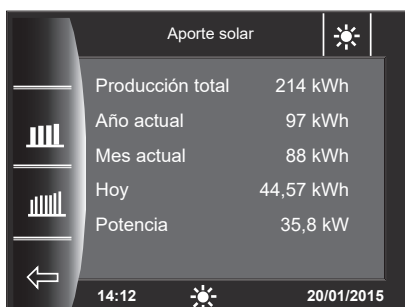 Aporte solar
Producción total 214 kWh
Año actual 97 kWh
Mes actual 88 kWh
Hoy 44,57 kWh
Potencia 35,8 kW
14:12 20/01/2015